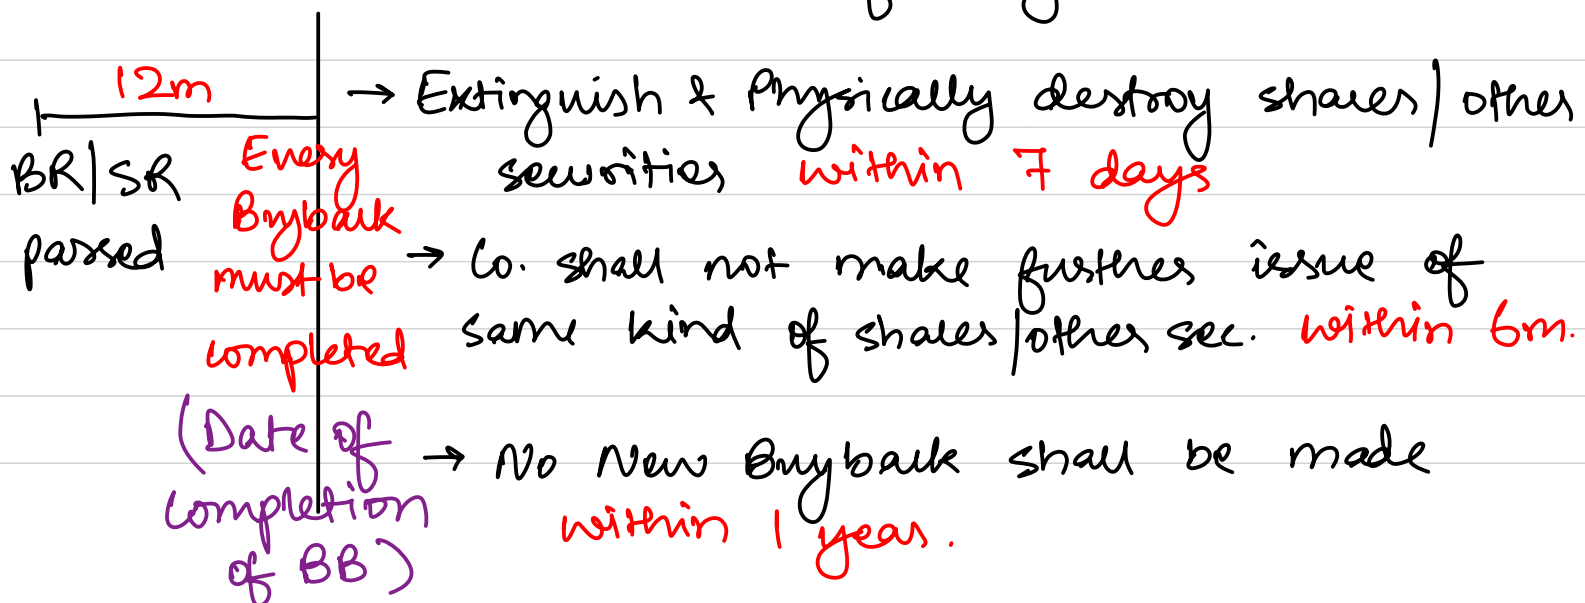 12m
BR/SR
passed
Every
Buyback
must be
completed
(Date of
completion
of BB)
→ Extinguish & Physically destroy shares/other
securities within 7 days
→ Co. shall not make further issue of
same kind of shares/other sec. within 6m.
→ No New Buyback shall be made
within 1 year.